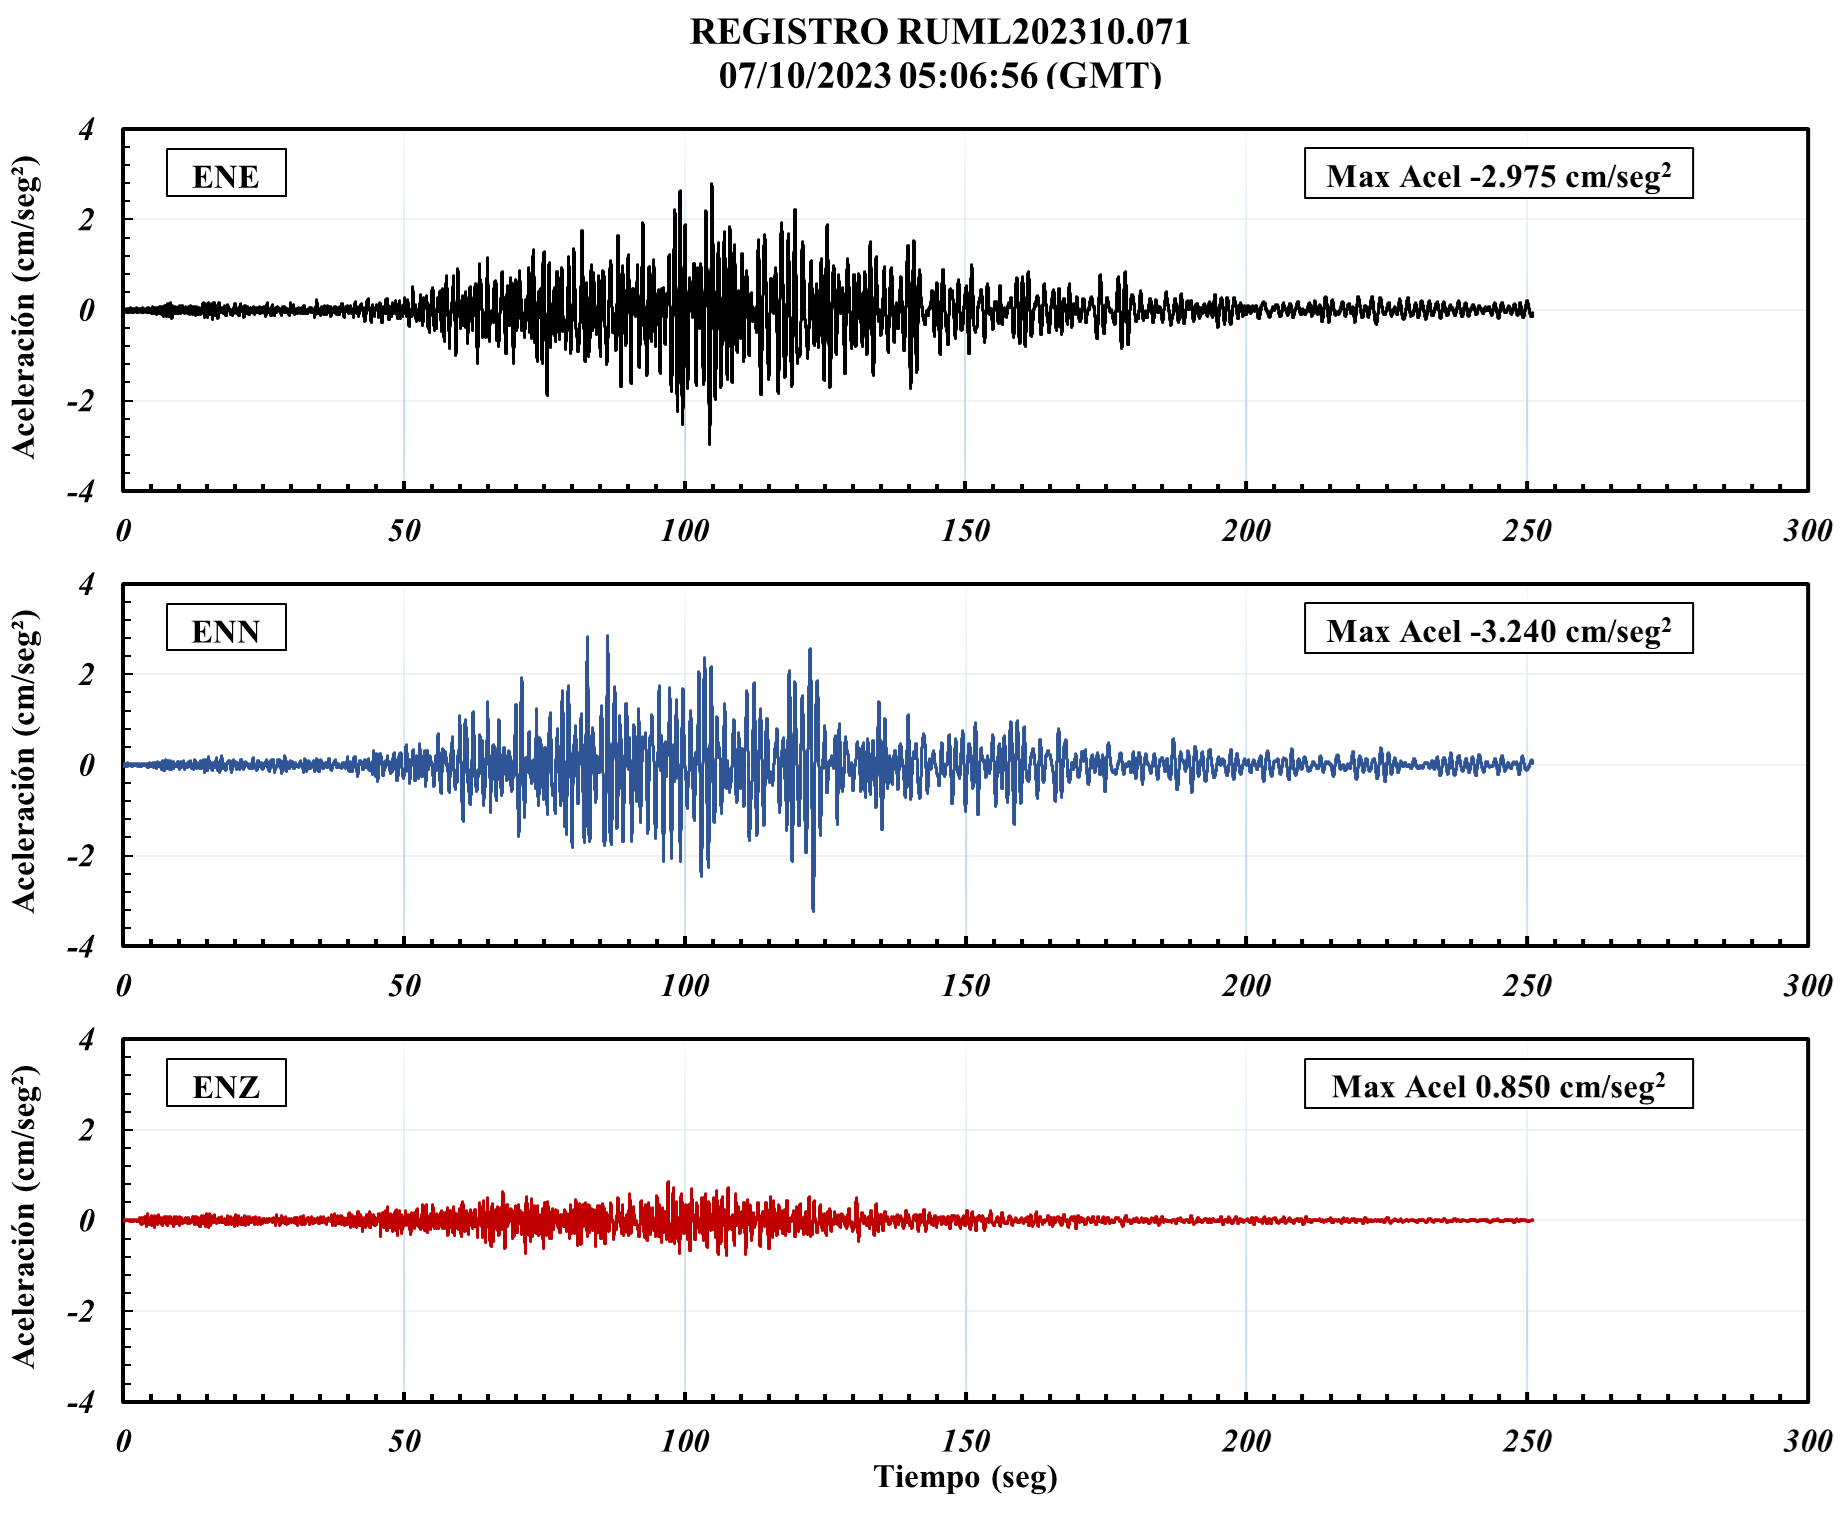 REGISTRO RUML202310.071
07/10/2023 05:06:56 (GMT)
ENE
Max Acel -2.975 cm/seg²
Aceleración (cm/seg²)
4
2
0
-2
-4
0 50 100 150 200 250 300
ENN
Max Acel -3.240 cm/seg²
Aceleración (cm/seg²)
4
2
0
-2
-4
0 50 100 150 200 250 300
ENZ
Max Acel 0.850 cm/seg²
Aceleración (cm/seg²)
4
2
0
-2
-4
0 50 100 150 200 250 300
Tiempo (seg)